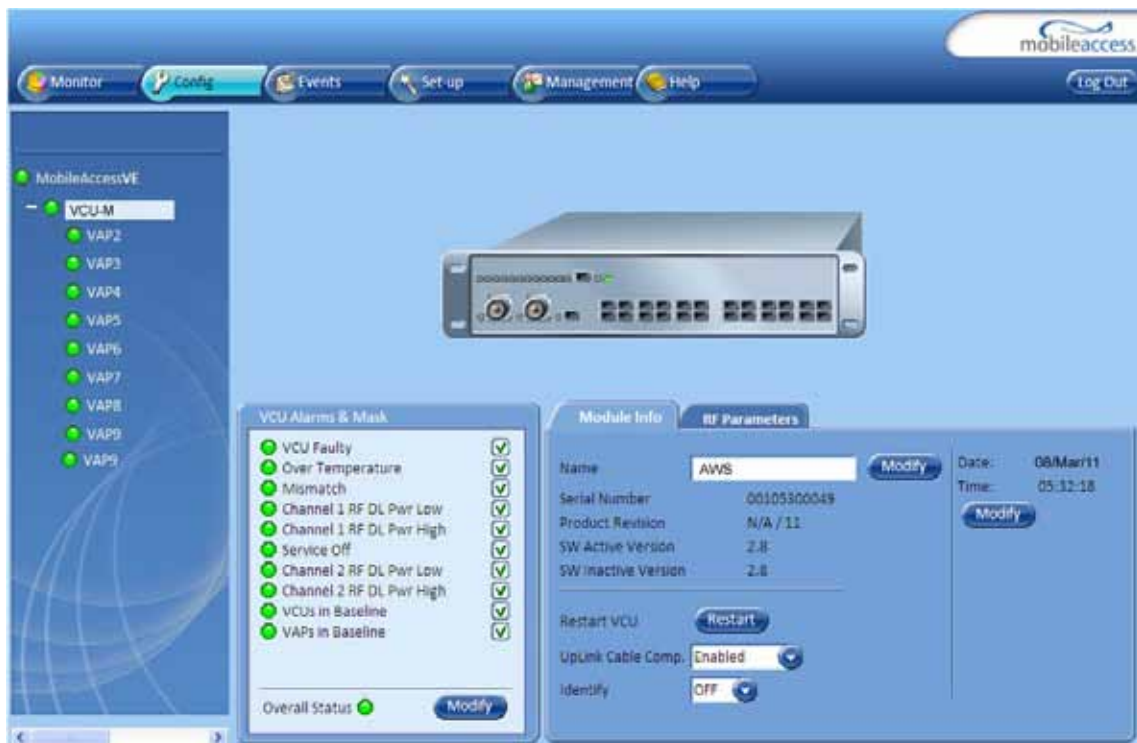 mobileaccess
Monitor
Config
Events
Set-up
Management
Help
Log Out
MobileAccessVE
VCU-M
VAP2
VAP3
VAP4
VAP5
VAP6
VAP7
VAP8
VAP9
VAP9
VCU Alarms & Mask
VCU Faulty
Over Temperature
Mismatch
Channel 1 RF DL Pwr Low
Channel 1 RF DL Pwr High
Service Off
Channel 2 RF DL Pwr Low
Channel 2 RF DL Pwr High
VCUs in Baseline
VAPs in Baseline
Overall Status
Modify
Module Info
RF Parameters
Name
AWS
Modify
Serial Number
00105300049
Product Revision
N/A / 11
SW Active Version
2.8
SW Inactive Version
2.8
Restart VCU
Restart
UpLink Cable Comp.
Enabled
Identify
OFF
Date:
08/Mar/11
Time:
05:32:18
Modify